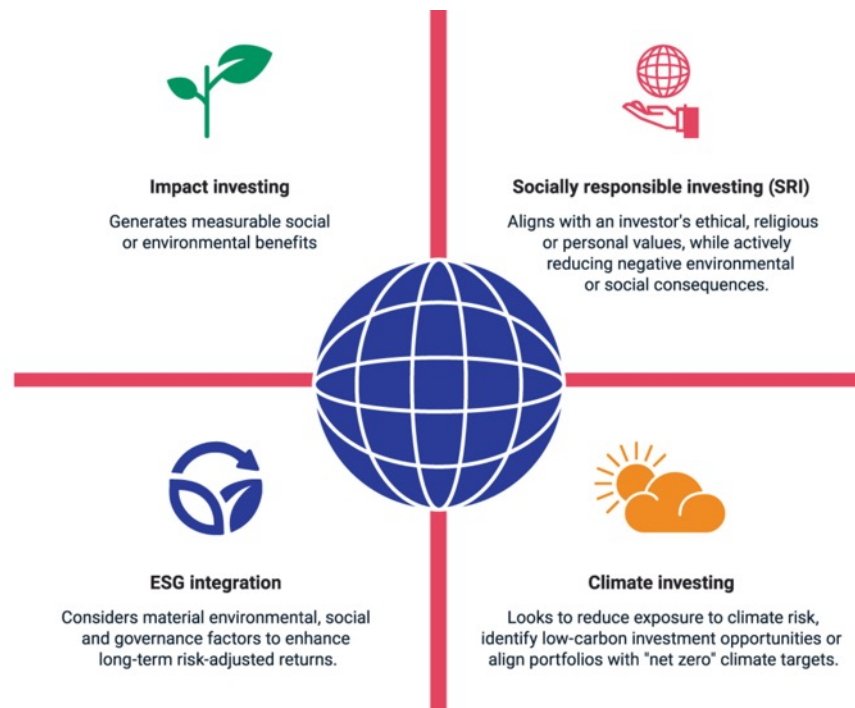 Impact investing
Generates measurable social
or environmental benefits
Socially responsible investing (SRI)
Aligns with an investor's ethical, religious
or personal values, while actively
reducing negative environmental
or social consequences.
ESG integration
Considers material environmental, social
and governance factors to enhance
long-term risk-adjusted returns.
Climate investing
Looks to reduce exposure to climate risk,
identify low-carbon investment opportunities or
align portfolios with "net zero" climate targets.